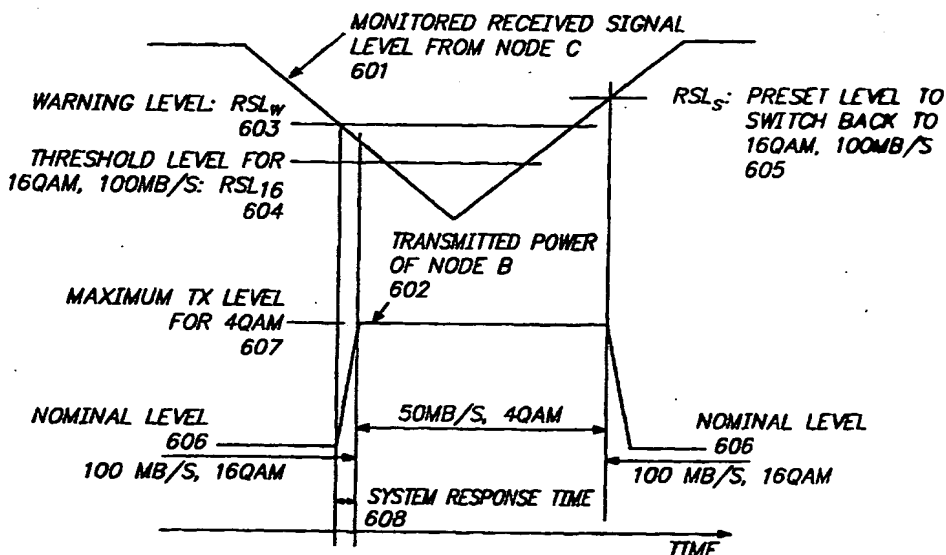 MONITORED RECEIVED SIGNAL
LEVEL FROM NODE C
601
WARNING LEVEL: RSLw
603
RSLs: PRESET LEVEL TO
SWITCH BACK TO
16QAM, 100MB/S
605
THRESHOLD LEVEL FOR
16QAM, 100MB/S: RSL16
604
TRANSMITTED POWER
OF NODE B
602
MAXIMUM TX LEVEL
FOR 4QAM
607
NOMINAL LEVEL
606
50MB/S, 4QAM
NOMINAL LEVEL
606
100 MB/S, 16QAM
100 MB/S, 16QAM
SYSTEM RESPONSE TIME
608
TIME